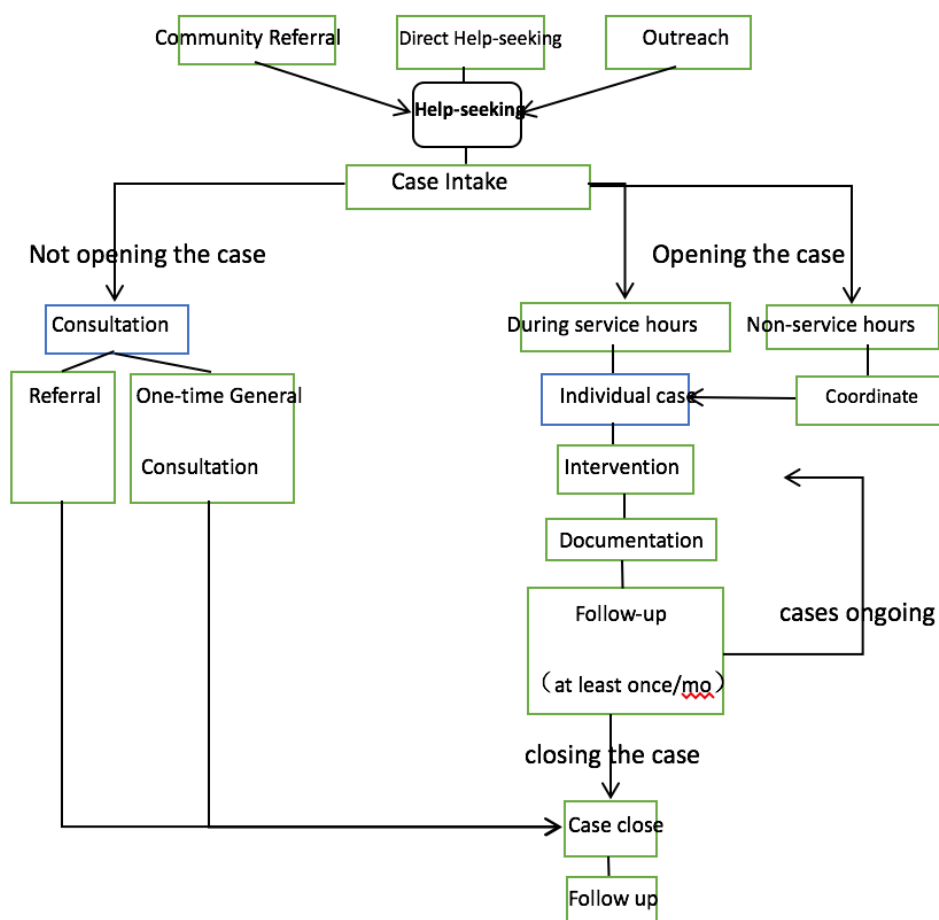 Community Referral
Direct Help-seeking
Outreach
Help-seeking
Case Intake
Not opening the case
Opening the case
Consultation
During service hours
Non-service hours
Referral
One-time General
Consultation
Individual case
Coordinate
Intervention
Documentation
Follow-up
（at least once/mo）
cases ongoing
closing the case
Case close
Follow up